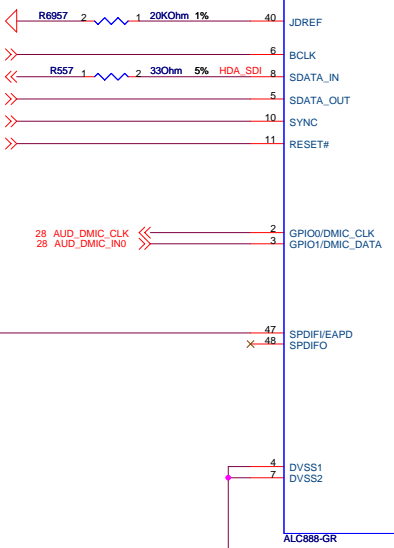 R6957 2 1 20KOhm 1% 40 JDREF
6 BCLK
R557 1 2 33Ohm 5% HDA_SDI 8 SDATA_IN
5 SDATA_OUT
10 SYNC
11 RESET#
28 AUD_DMIC_CLK 2 GPIO0/DMIC_CLK
28 AUD_DMIC_IN0 3 GPIO1/DMIC_DATA
47 SPDIFI/EAPD
48 SPDIFO
4 DVSS1
7 DVSS2
ALC888-GR